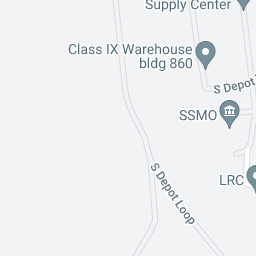 Supply Center
Class IX Warehouse
bldg 860
S Depot
SSMO
S Depot Loop
LRC